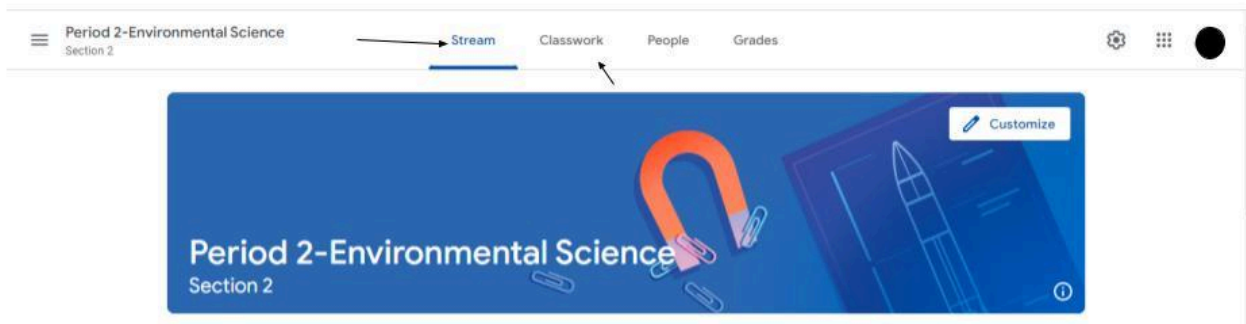 Period 2-Environmental Science
Section 2
Stream Classwork People Grades
Customize
Period 2-Environmental Science
Section 2